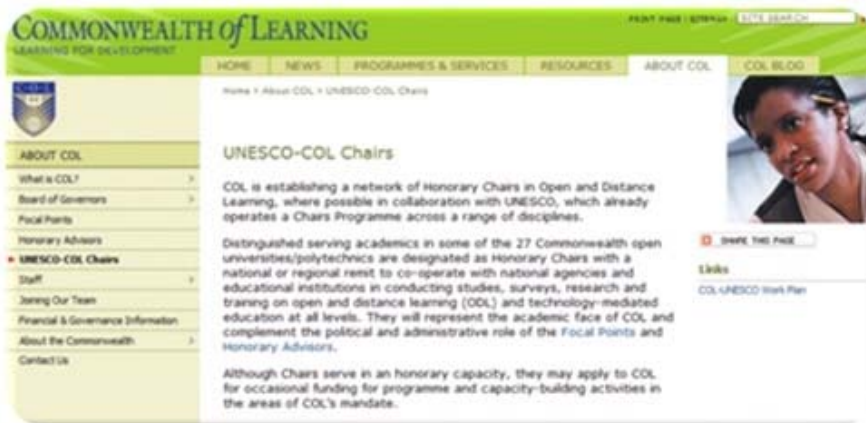 COMMONWEALTH of LEARNING
LEARNING FOR DEVELOPMENT
PRINT PAGE | SITEMAP | SITE SEARCH
HOME NEWS PROGRAMMES & SERVICES RESOURCES ABOUT COL COL BLOG
Home > About COL > UNESCO-COL Chairs
ABOUT COL
What is COL? >
Board of Governors >
Focal Points
Honorary Advisors
UNESCO-COL Chairs
Staff >
Joining Our Team
Financial & Governance Information
About the Commonwealth >
Contact Us
UNESCO-COL Chairs
COL is establishing a network of Honorary Chairs in Open and Distance
Learning, where possible in collaboration with UNESCO, which already
operates a Chairs Programme across a range of disciplines.
Distinguished serving academics in some of the 27 Commonwealth open
universities/polytechnics are designated as Honorary Chairs with a
national or regional remit to co-operate with national agencies and
educational institutions in conducting studies, surveys, research and
training on open and distance learning (ODL) and technology-mediated
education at all levels. They will represent the academic face of COL and
complement the political and administrative role of the Focal Points and
Honorary Advisors.
Although Chairs serve in an honorary capacity, they may apply to COL
for occasional funding for programme and capacity-building activities in
the areas of COL's mandate.
SHARE THIS PAGE
Links
COL-UNESCO Work Plan